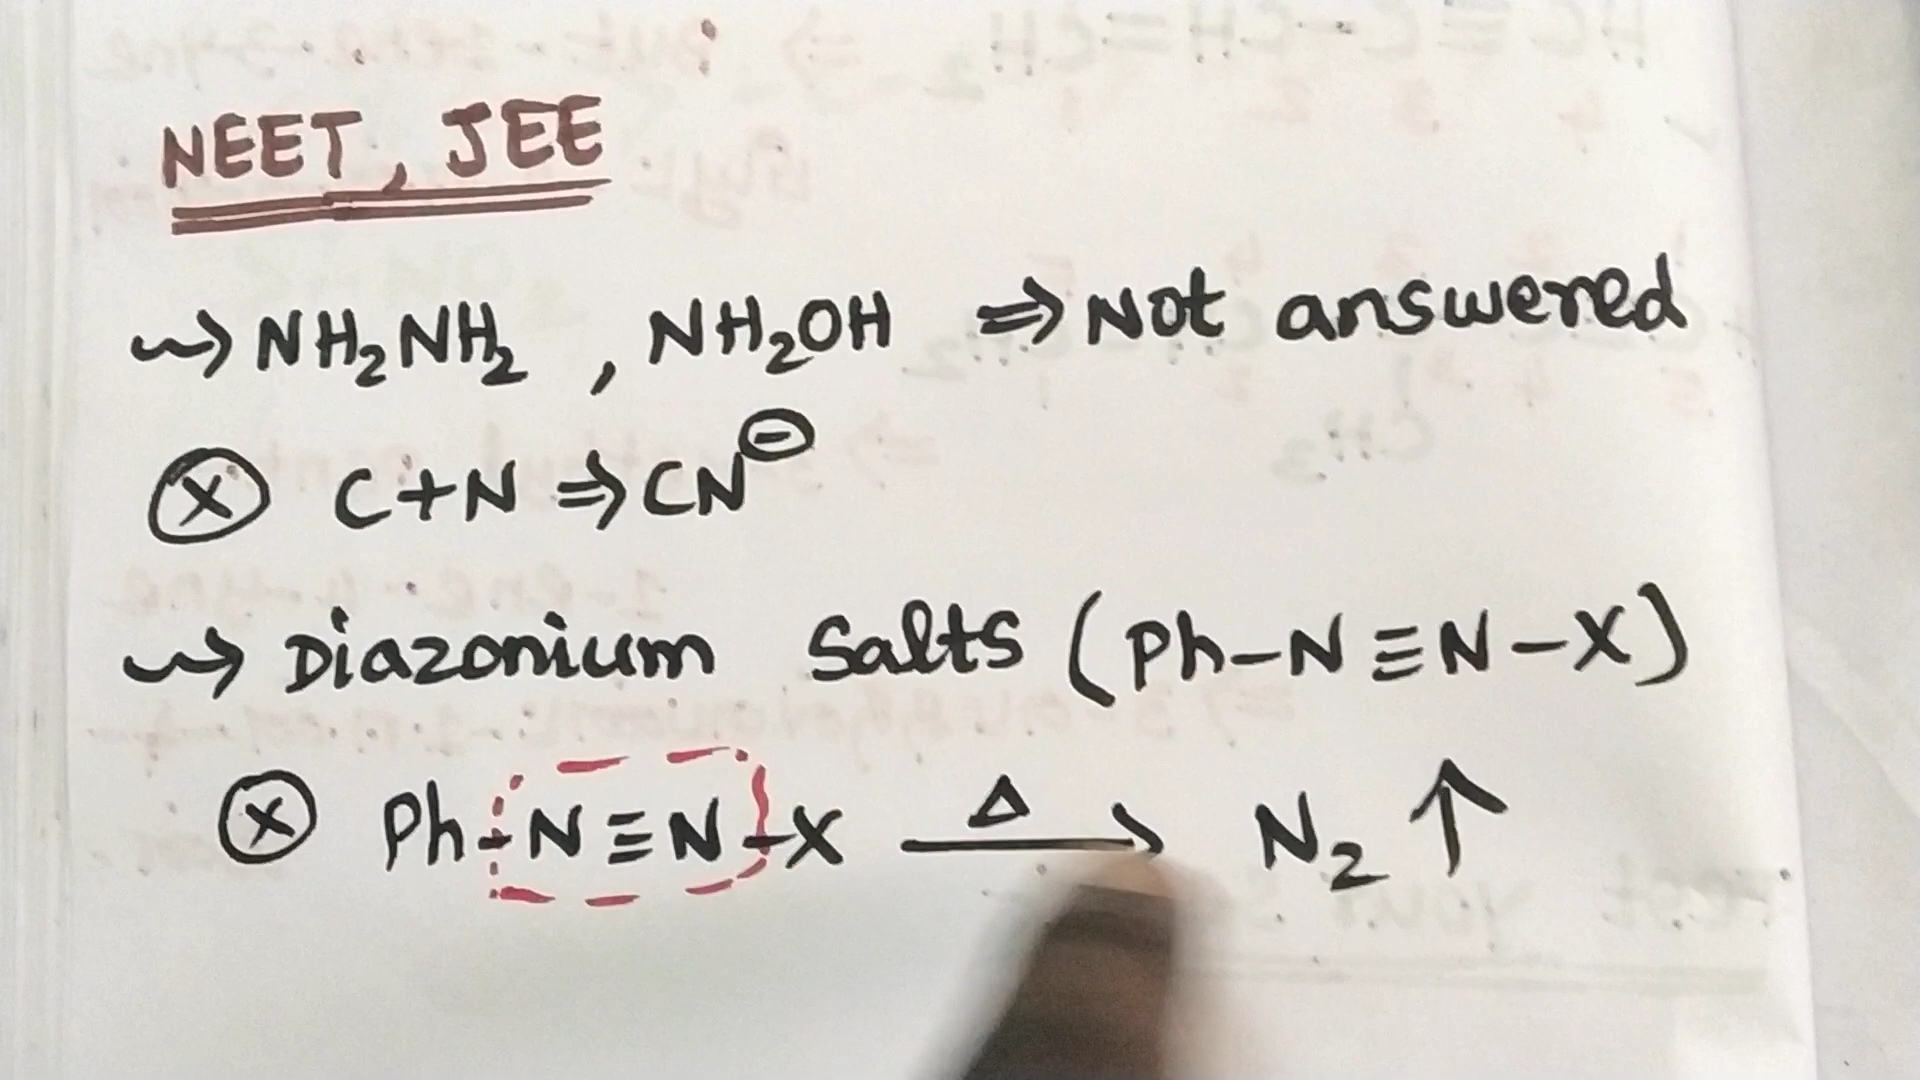 NEET, JEE
⇝ NH₂NH₂, NH₂OH ⇒ Not answered
ⓧ C+N ⇒ CN⊖
⇝ Diazonium Salts (Ph-N≡N-X)
ⓧ Ph-N≡N-X →Δ N₂↑